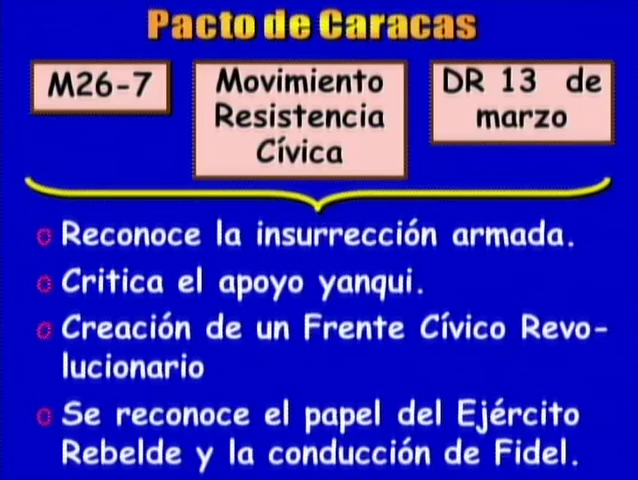 Pacto de Caracas
M26-7
Movimiento
Resistencia
Cívica
DR 13 de
marzo
Reconoce la insurrección armada.
Critica el apoyo yanqui.
Creación de un Frente Cívico Revo-
lucionario
Se reconoce el papel del Ejército
Rebelde y la conducción de Fidel.